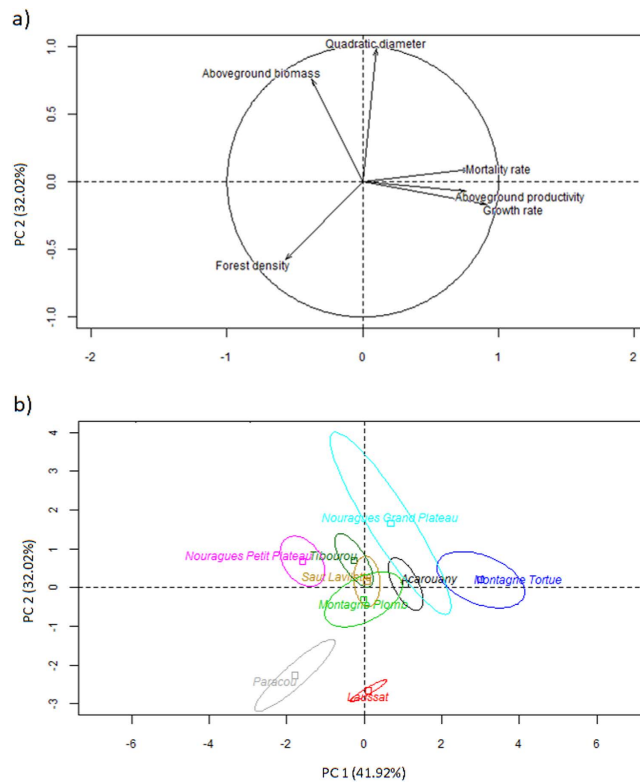 a)
Quadratic diameter
Aboveground biomass
Mortality rate
Aboveground productivity
Growth rate
Forest density
PC 2 (32.02%)
1.0
0.5
0.0
-0.5
-1.0
-2
-1
0
1
2
b)
Nouragues Grand Plateau
Nouragues Petit Plateau
Tibourou
Saut Lavilette
Acarouany
Montagne Tortue
Montagne Plomb
Paracou
Laussat
PC 2 (32.02%)
4
3
2
1
0
-1
-2
-3
-6
-4
-2
0
2
4
6
PC 1 (41.92%)